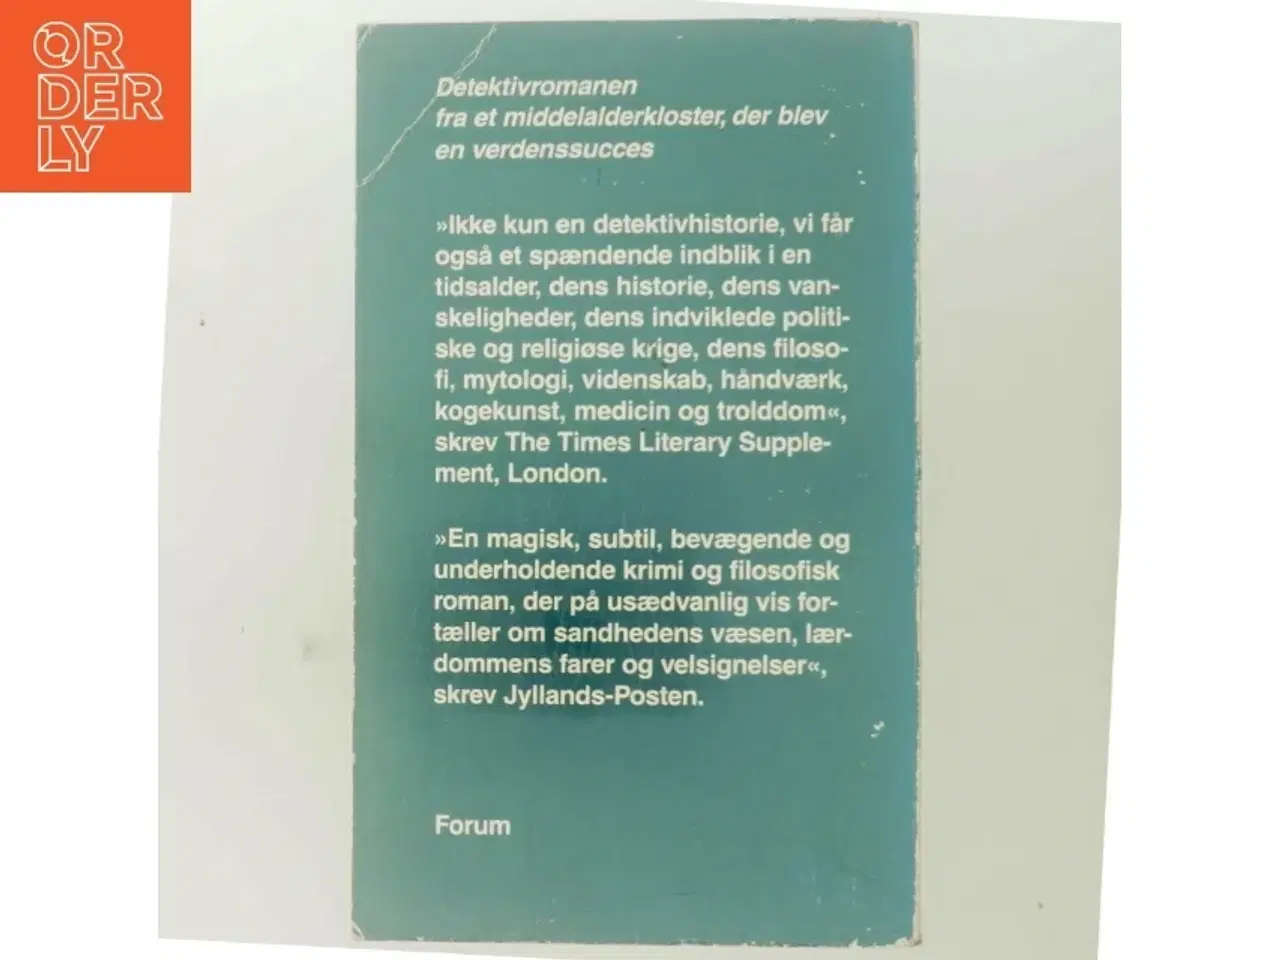 OR
DER
LY
Detektivromanen
fra et middelalderkloster, der blev
en verdenssucces
»Ikke kun en detektivhistorie, vi får
også et spændende indblik i en
tidsalder, dens historie, dens van-
skeligheder, dens indviklede politi-
ske og religiøse krige, dens filoso-
fi, mytologi, videnskab, håndværk,
kogekunst, medicin og trolddom«,
skrev The Times Literary Supple-
ment, London.
»En magisk, subtil, bevægende og
underholdende krimi og filosofisk
roman, der på usædvanlig vis for-
tæller om sandhedens væsen, lær-
dommens farer og velsignelser«,
skrev Jyllands-Posten.
Forum